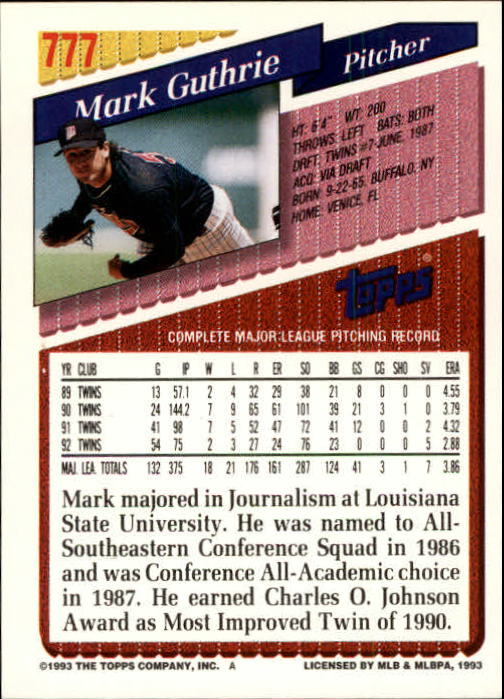 777
Mark Guthrie
Pitcher
HT: 6'4" WT: 200
THROWS: LEFT BATS: BOTH
DRFT: TWINS #7-JUNE, 1987
ACQ: VIA DRAFT
BORN: 9-22-65, BUFFALO, NY
HOME: VENICE, FL
TOPPS
COMPLETE MAJOR LEAGUE PITCHING RECORD
YR CLUB G IP W L R ER SO BB GS CG SHO SV ERA
89 TWINS 13 57.1 2 4 32 29 38 21 8 0 0 0 4.55
90 TWINS 24 144.2 7 9 65 61 101 39 21 3 1 0 3.79
91 TWINS 41 98 7 5 52 47 72 41 12 0 0 2 4.32
92 TWINS 54 75 2 3 27 24 76 23 0 0 0 5 2.88
MAJ. LEA. TOTALS 132 375 18 21 176 161 287 124 41 3 1 7 3.86
Mark majored in Journalism at Louisiana
State University. He was named to All-
Southeastern Conference Squad in 1986
and was Conference All-Academic choice
in 1987. He earned Charles O. Johnson
Award as Most Improved Twin of 1990.
©1993 THE TOPPS COMPANY, INC. A LICENSED BY MLB & MLBPA, 1993